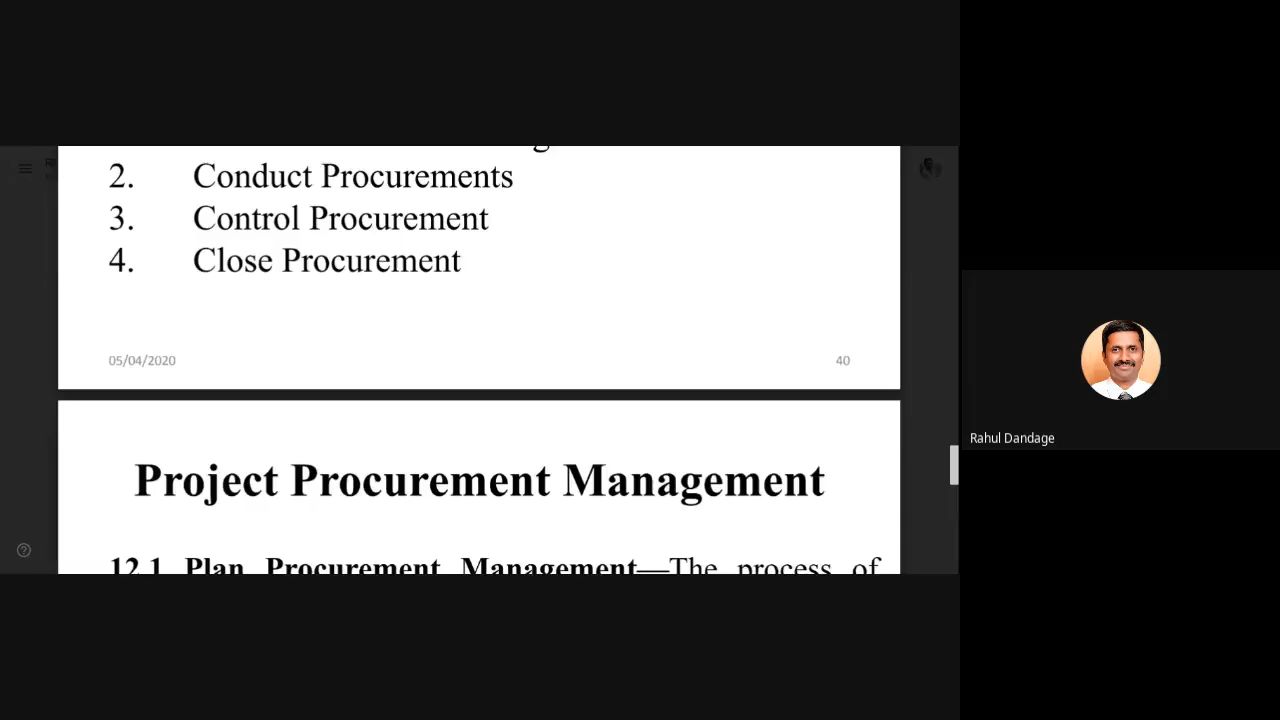 2. Conduct Procurements
3. Control Procurement
4. Close Procurement
05/04/2020 40
Project Procurement Management
12.1 Plan Procurement Management—The process of
Rahul Dandage